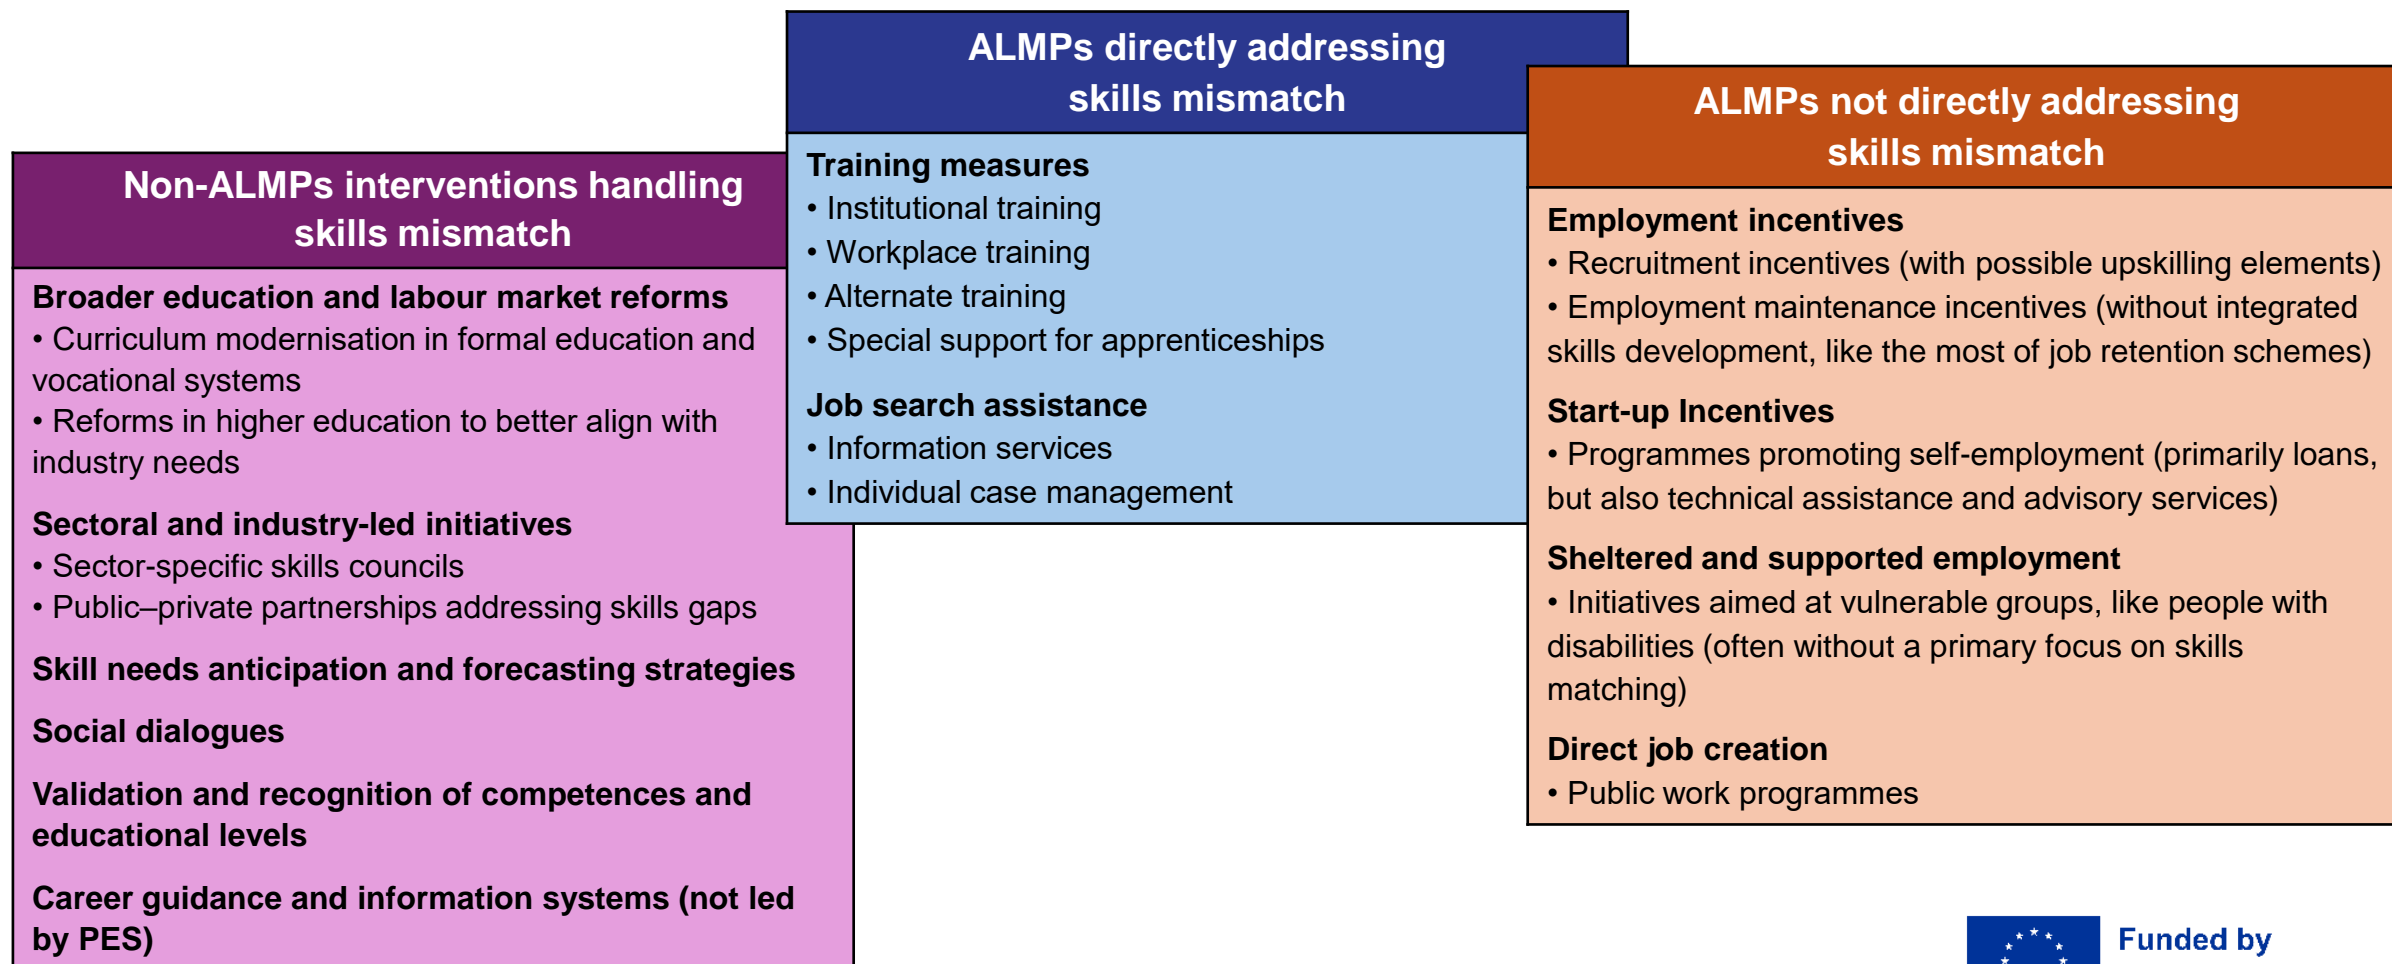 Non-ALMPs interventions handling
skills mismatch
Broader education and labour market reforms
• Curriculum modernisation in formal education and
vocational systems
• Reforms in higher education to better align with
industry needs
Sectoral and industry-led initiatives
• Sector-specific skills councils
• Public–private partnerships addressing skills gaps
Skill needs anticipation and forecasting strategies
Social dialogues
Validation and recognition of competences and
educational levels
Career guidance and information systems (not led
by PES)
ALMPs directly addressing
skills mismatch
Training measures
• Institutional training
• Workplace training
• Alternate training
• Special support for apprenticeships
Job search assistance
• Information services
• Individual case management
ALMPs not directly addressing
skills mismatch
Employment incentives
• Recruitment incentives (with possible upskilling elements)
• Employment maintenance incentives (without integrated
skills development, like the most of job retention schemes)
Start-up Incentives
• Programmes promoting self-employment (primarily loans,
but also technical assistance and advisory services)
Sheltered and supported employment
• Initiatives aimed at vulnerable groups, like people with
disabilities (often without a primary focus on skills
matching)
Direct job creation
• Public work programmes
Funded by